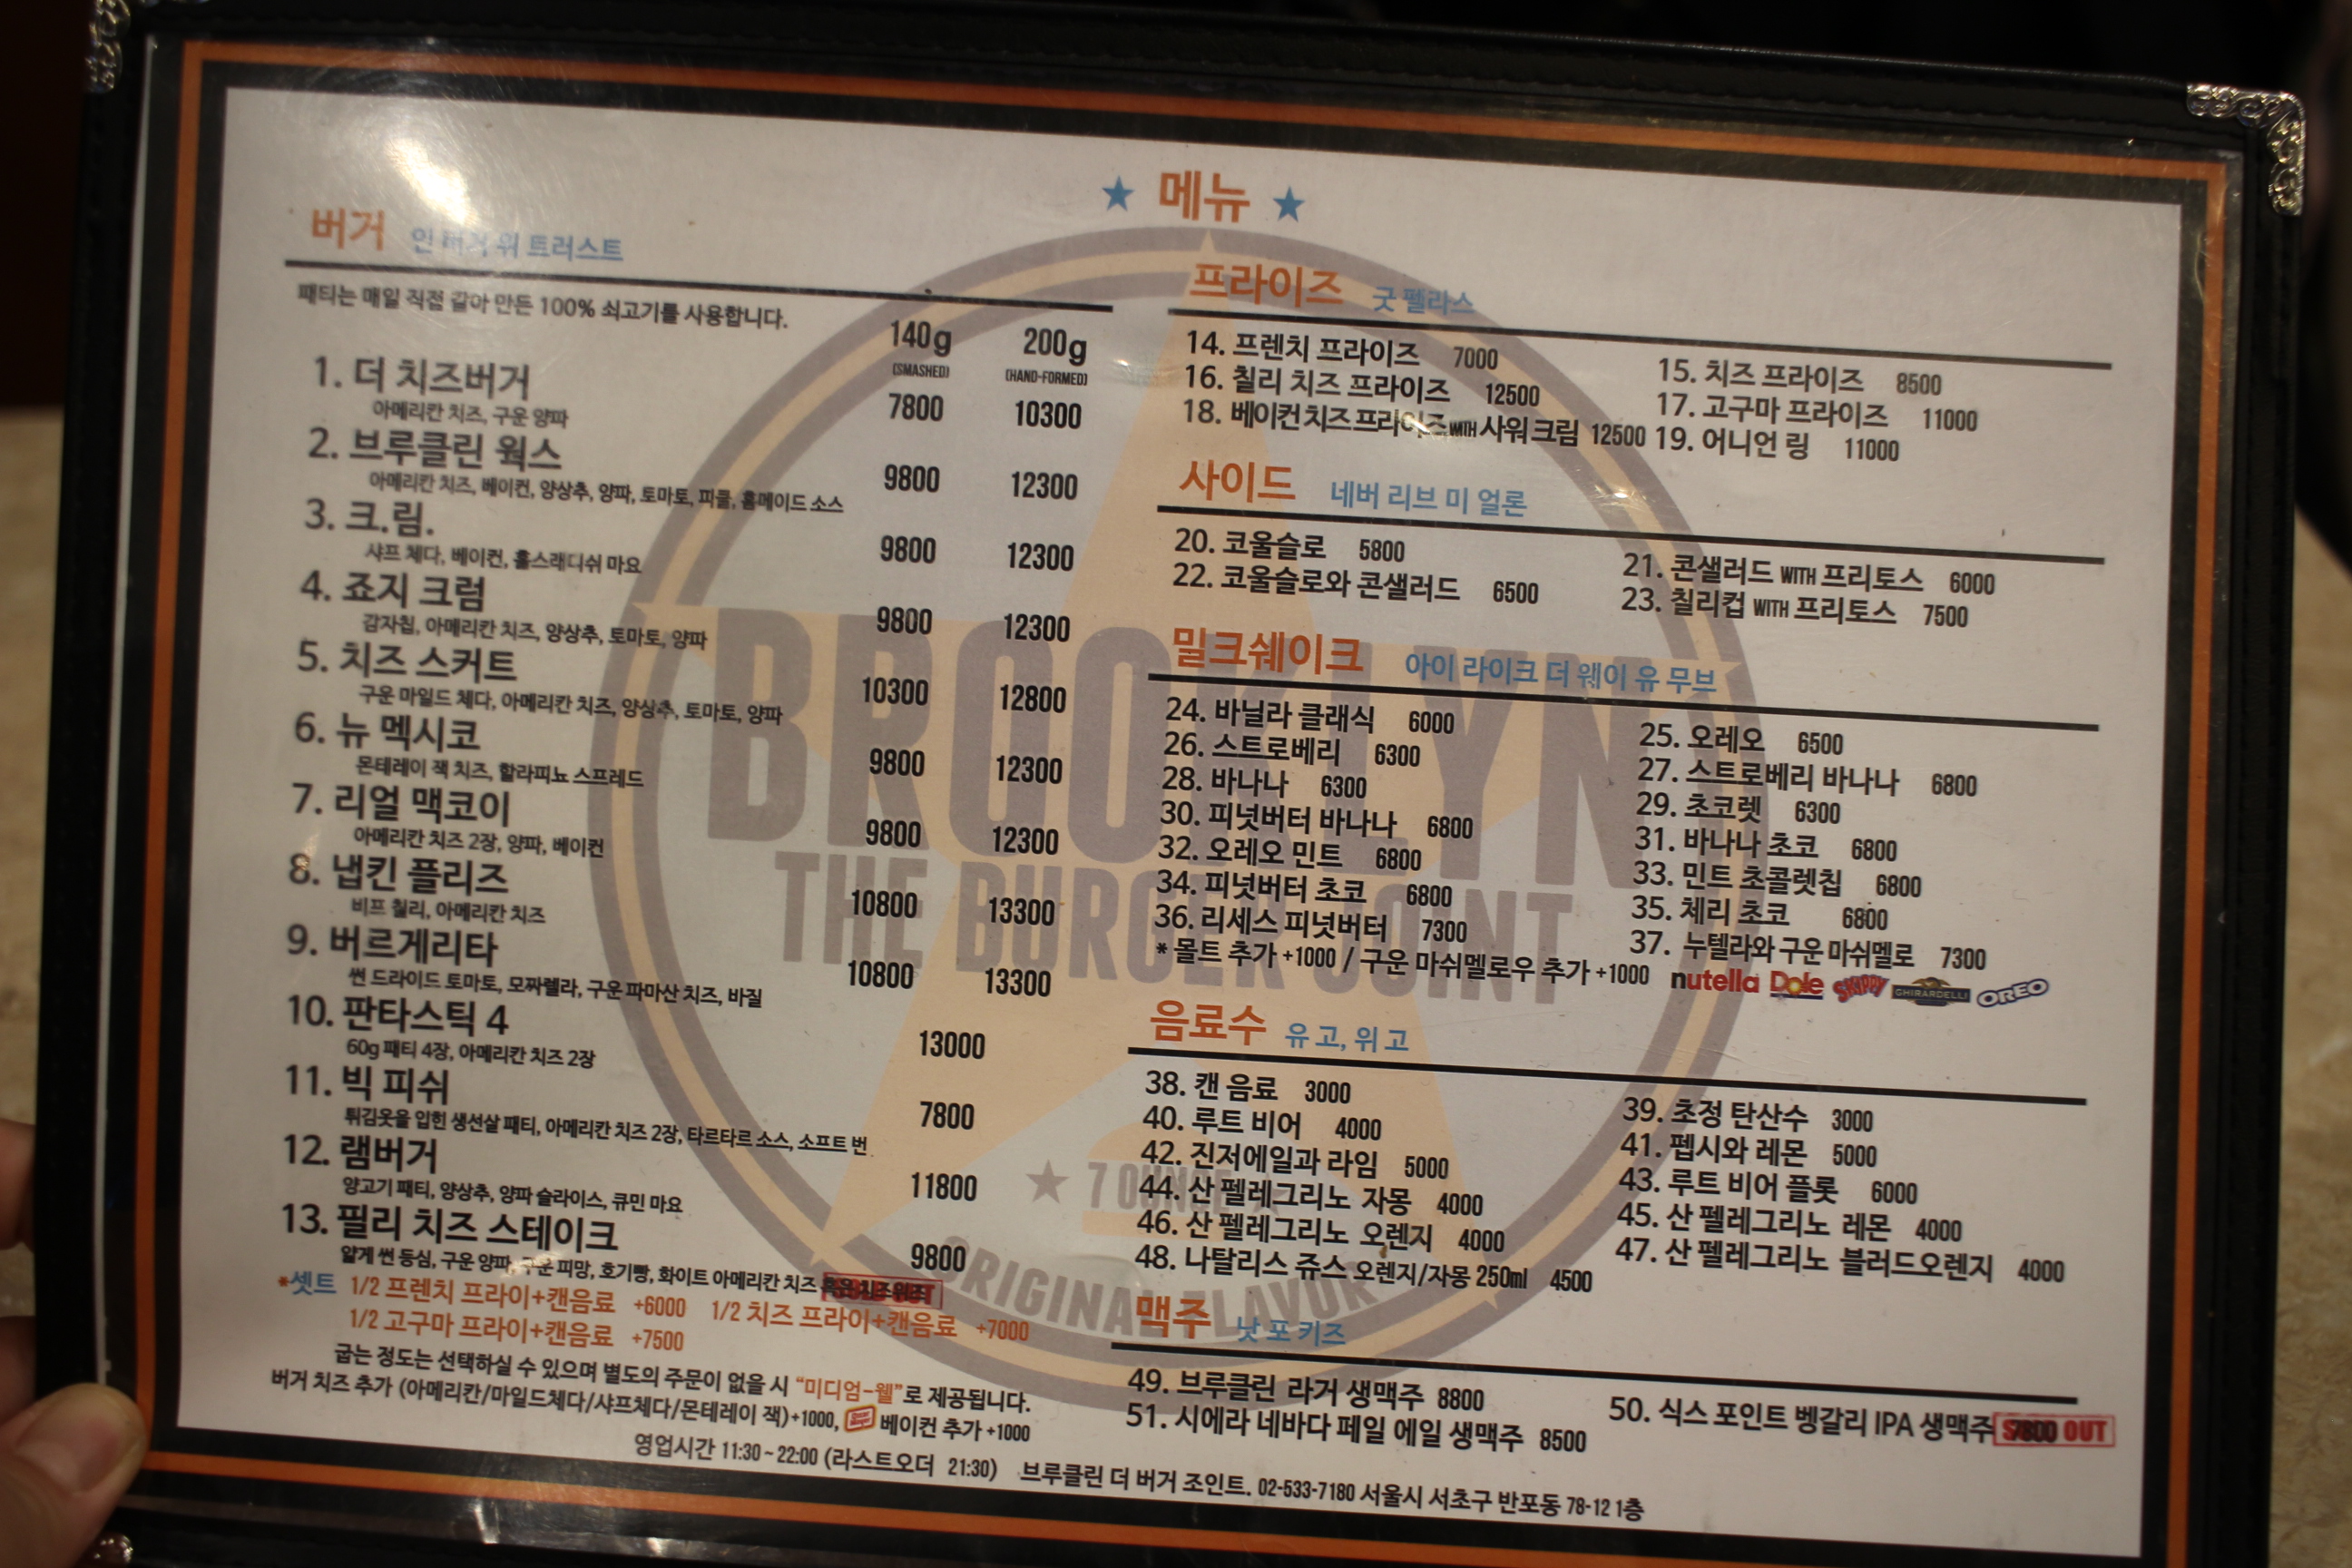 ★ 메뉴 ★
버거 인 버거 위 트러스트
패티는 매일 직접 갈아 만든 100% 쇠고기를 사용합니다.
140g 200g
(SMASHED) (HAND-FORMED)
1. 더 치즈버거 7800 10300
아메리칸 치즈, 구운 양파
2. 브루클린 웍스 9800 12300
아메리칸 치즈, 베이컨, 양상추, 양파, 토마토, 피클, 홈메이드 소스
3. 크.림. 9800 12300
샤프 체다, 베이컨, 홀스래디쉬 마요
4. 죠지 크럼 9800 12300
감자칩, 아메리칸 치즈, 양상추, 토마토, 양파
5. 치즈 스커트 10300 12800
구운 마일드 체다, 아메리칸 치즈, 양상추, 토마토, 양파
6. 뉴 멕시코 9800 12300
몬테레이 잭 치즈, 할라피뇨 스프레드
7. 리얼 맥코이 9800 12300
아메리칸 치즈 2장, 양파, 베이컨
8. 냅킨 플리즈 10800 13300
비프 칠리, 아메리칸 치즈
9. 버르게리타 10800 13300
썬 드라이드 토마토, 모짜렐라, 구운 파마산 치즈, 바질
10. 판타스틱 4 13000
60g 패티 4장, 아메리칸 치즈 2장
11. 빅 피쉬 7800
튀김옷을 입힌 생선살 패티, 아메리칸 치즈 2장, 타르타르 소스, 소프트 번
12. 램버거 11800
양고기 패티, 양상추, 양파 슬라이스, 큐민 마요
13. 필리 치즈 스테이크 9800
얇게 썬 등심, 구운 양파, 구운 피망, 호기빵, 화이트 아메리칸 치즈
*셋트 1/2 프렌치 프라이+캔음료 +6000 1/2 치즈 프라이+캔음료 +7000
1/2 고구마 프라이+캔음료 +7500
굽는 정도는 선택하실 수 있으며 별도의 주문이 없을 시 "미디엄-웰"로 제공됩니다.
버거 치즈 추가 (아메리칸/마일드체다/샤프체다/몬테레이 잭)+1000, 베이컨 추가 +1000
프라이즈 굿 펠라스
14. 프렌치 프라이즈 7000 15. 치즈 프라이즈 8500
16. 칠리 치즈 프라이즈 12500 17. 고구마 프라이즈 11000
18. 베이컨 치즈 프라이즈 WITH 사워 크림 12500 19. 어니언 링 11000
사이드 네버 리브 미 얼론
20. 코울슬로 5800 21. 콘샐러드 WITH 프리토스 6000
22. 코울슬로와 콘샐러드 6500 23. 칠리컵 WITH 프리토스 7500
밀크쉐이크 아이 라이크 더 웨이 유 무브
24. 바닐라 클래식 6000 25. 오레오 6500
26. 스트로베리 6300 27. 스트로베리 바나나 6800
28. 바나나 6300 29. 초코렛 6300
30. 피넛버터 바나나 6800 31. 바나나 초코 6800
32. 오레오 민트 6800 33. 민트 초콜렛칩 6800
34. 피넛버터 초코 6800 35. 체리 초코 6800
36. 리세스 피넛버터 7300 37. 누텔라와 구운 마쉬멜로 7300
* 몰트 추가 +1000 / 구운 마쉬멜로우 추가 +1000 nutella Dole SKIPPY GHIRARDELLI OREO
음료수 유 고, 위 고
38. 캔 음료 3000 39. 초정 탄산수 3000
40. 루트 비어 4000 41. 펩시와 레몬 5000
42. 진저에일과 라임 5000 43. 루트 비어 플롯 6000
44. 산 펠레그리노 자몽 4000 45. 산 펠레그리노 레몬 4000
46. 산 펠레그리노 오렌지 4000 47. 산 펠레그리노 블러드오렌지 4000
48. 나탈리스 쥬스 오렌지/자몽 250ml 4500
맥주 낫 포 키즈
49. 브루클린 라거 생맥주 8800 50. 식스 포인트 벵갈리 IPA 생맥주 7800 SOLD OUT
51. 시에라 네바다 페일 에일 생맥주 8500
영업시간 11:30 ~ 22:00 (라스트오더 21:30) 브루클린 더 버거 조인트. 02-533-7180 서울시 서초구 반포동 78-12 1층
BROOKLYN
THE BURGER JOINT
★ 7 OUNCE ★
ORIGINAL FLAVOR